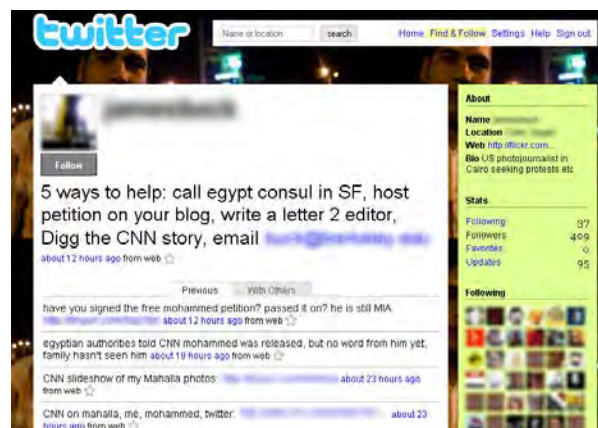 twitter
Name or location
search
Home Find & Follow Settings Help Sign out
Follow
5 ways to help: call egypt consul in SF, host
petition on your blog, write a letter 2 editor,
Digg the CNN story, email
about 12 hours ago from web
Previous
With Others
have you signed the free mohammed petition? passed it on? he is still MIA
about 12 hours ago from web
egyptian authorities told CNN mohammed was released, but no word from him yet,
family hasn't seen him about 19 hours ago from web
CNN slideshow of my Mahalla photos: about 23 hours ago
from web
CNN on mahalla, me, mohammed, twitter: about 23
hours ago from web
About
Name
Location
Web http://flickr.com...
Bio US photojournalist in
Cairo seeking protests etc
Stats
Following 37
Followers 409
Favorites 0
Updates 95
Following